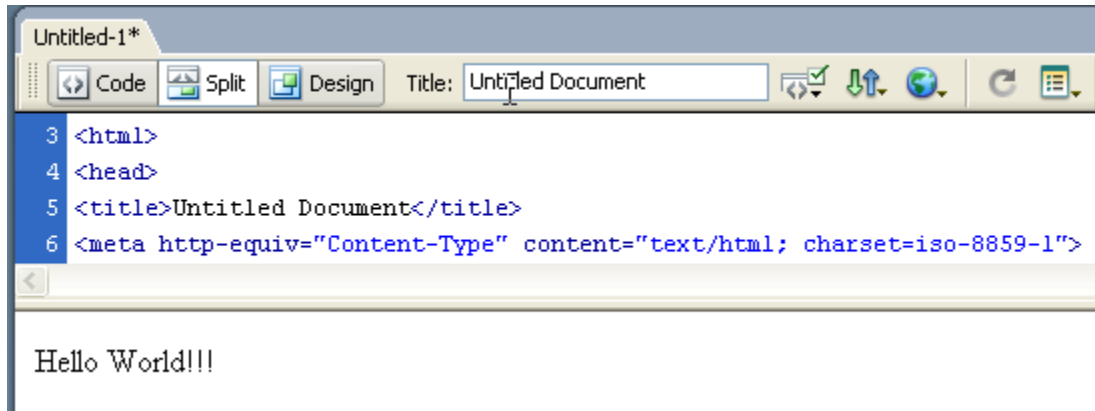 Untitled-1*
Code Split Design Title: Untitled Document
3 <html>
4 <head>
5 <title>Untitled Document</title>
6 <meta http-equiv="Content-Type" content="text/html; charset=iso-8859-1">
Hello World!!!